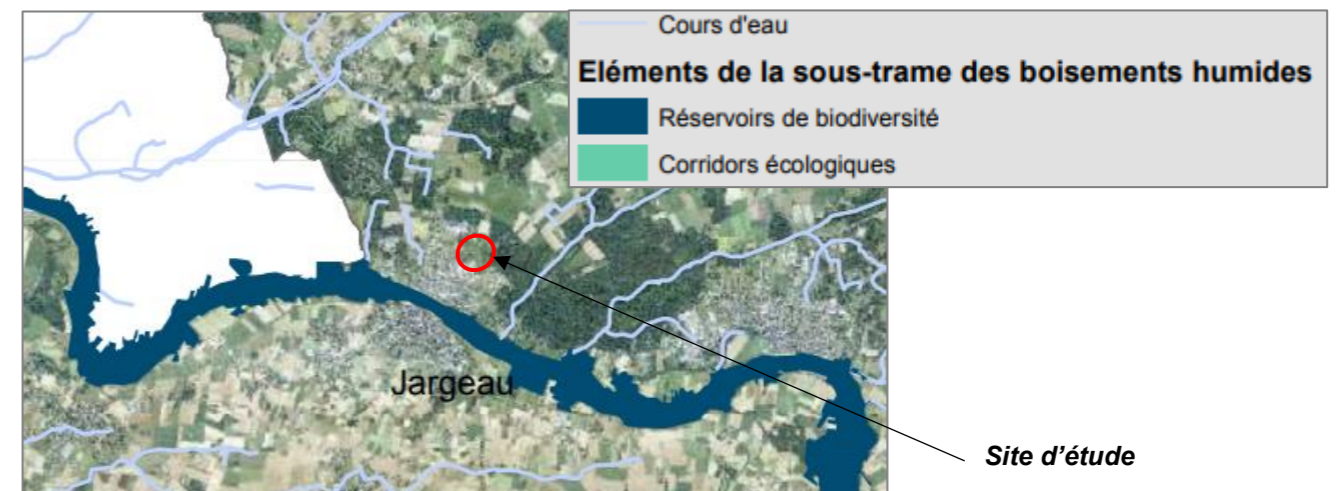 Cours d'eau
Eléments de la sous-trame des boisements humides
Réservoirs de biodiversité
Corridors écologiques
Jargeau
Site d'étude